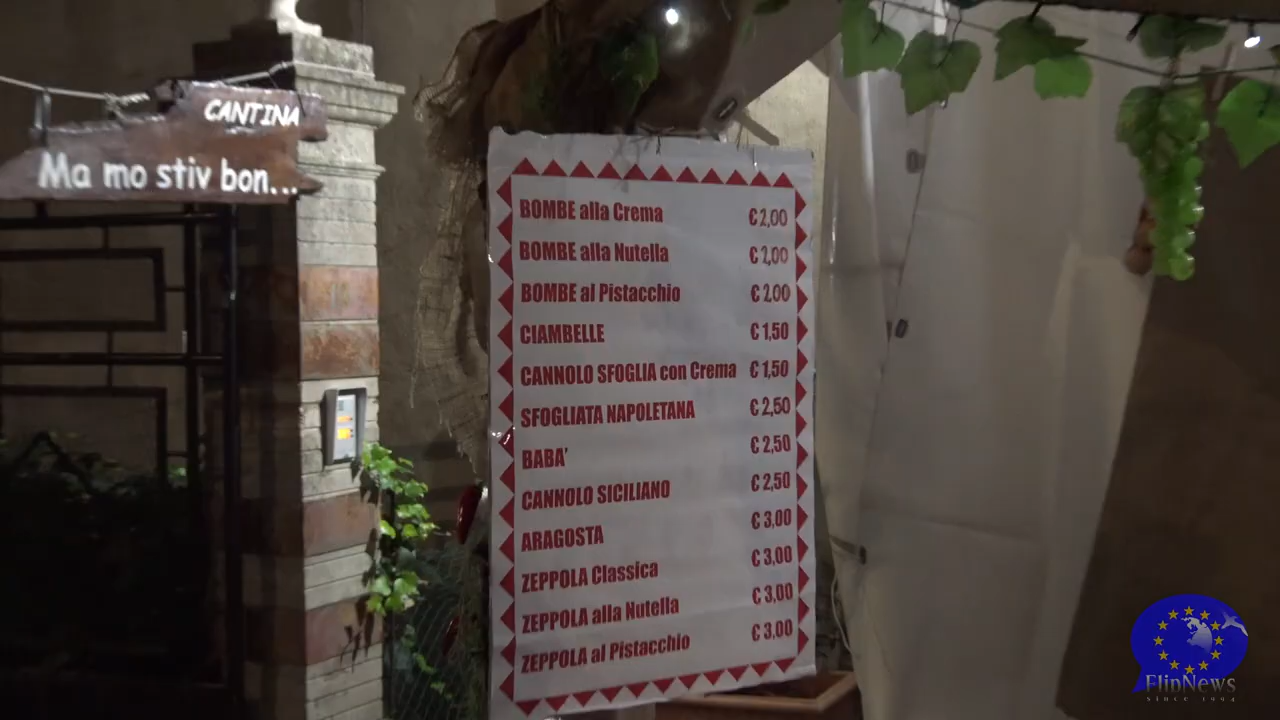 CANTINA
Ma mo stiv bon...
BOMBE alla Crema € 2,00
BOMBE alla Nutella € 2,00
BOMBE al Pistacchio € 2,00
CIAMBELLE € 1,50
CANNOLO SFOGLIA con Crema € 1,50
SFOGLIATA NAPOLETANA € 2,50
BABA' € 2,50
CANNOLO SICILIANO € 2,50
ARAGOSTA € 3,00
ZEPPOLA Classica € 3,00
ZEPPOLA alla Nutella € 3,00
ZEPPOLA al Pistacchio € 3,00
FlipNews
since 1994